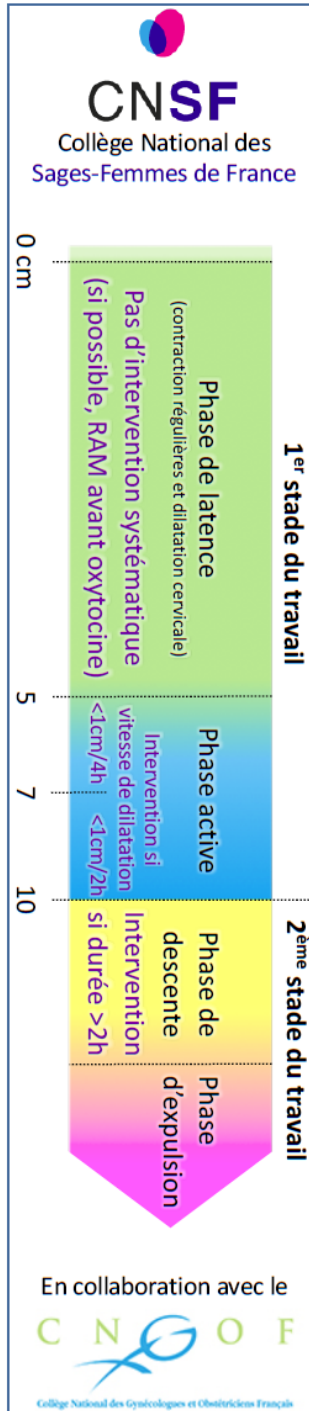 CNSF
Collège National des
Sages-Femmes de France
1er stade du travail
Phase de latence
(contraction régulières et dilatation cervicale)
Pas d'intervention systématique
(si possible, RAM avant oxytocine)
Phase active
Intervention si
vitesse de dilatation
<1cm/4h
<1cm/2h
2ème stade du travail
Phase de
descente
Intervention
si durée >2h
Phase
d'expulsion
0 cm
5
7
10
En collaboration avec le
CNGOF
Collège National des Gynécologues et Obstétriciens Français